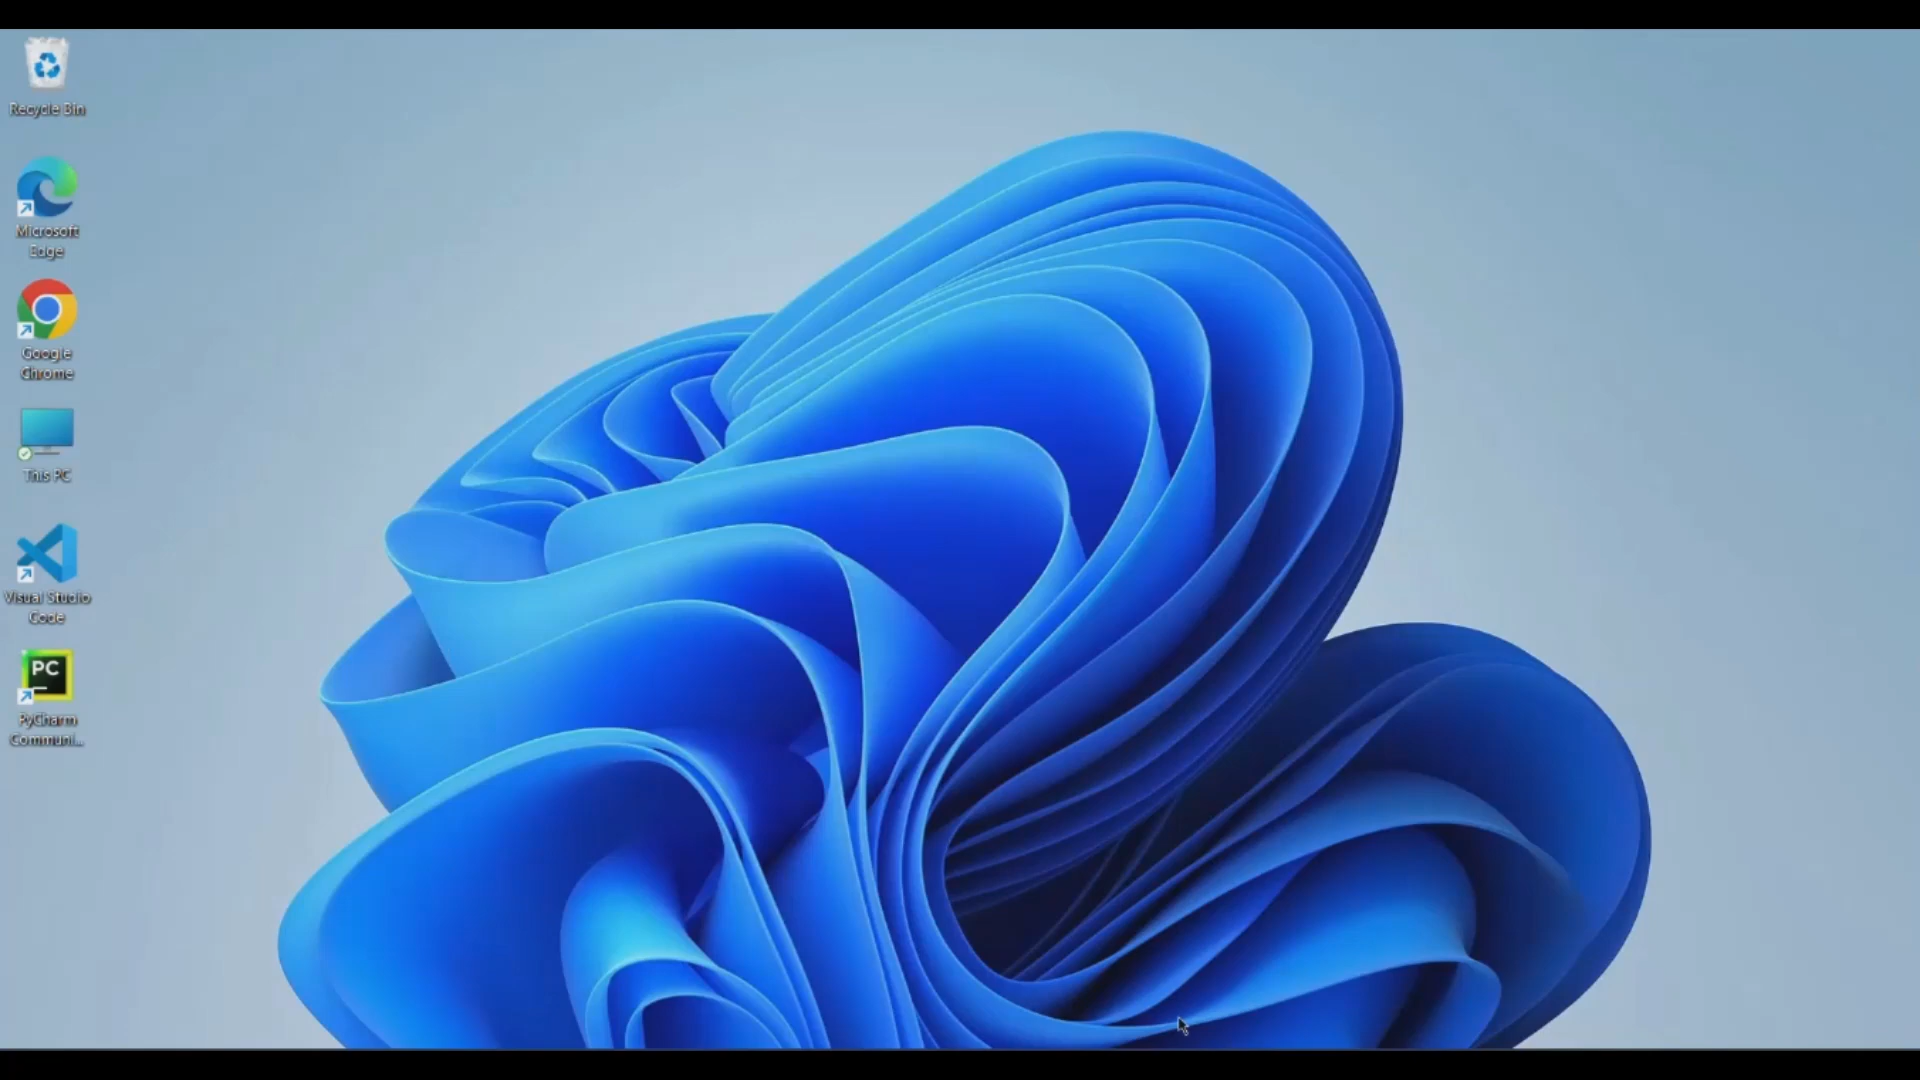 Recycle Bin
Microsoft
Edge
Google
Chrome
This PC
Visual Studio
Code
PC
PyCharm
Communi...